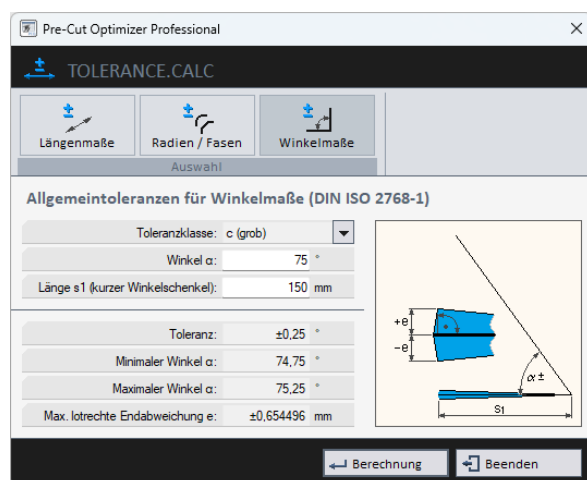 Pre-Cut Optimizer Professional
TOLERANCE.CALC
Längenmaße
Radien / Fasen
Winkelmaße
Auswahl
Allgemeintoleranzen für Winkelmaße (DIN ISO 2768-1)
Toleranzklasse: c (grob)
Winkel α: 75 °
Länge s1 (kurzer Winkelschenkel): 150 mm
Toleranz: ±0,25 °
Minimaler Winkel α: 74,75 °
Maximaler Winkel α: 75,25 °
Max. lotrechte Endabweichung e: ±0,654496 mm
+e
-e
α ±
S1
Berechnung
Beenden